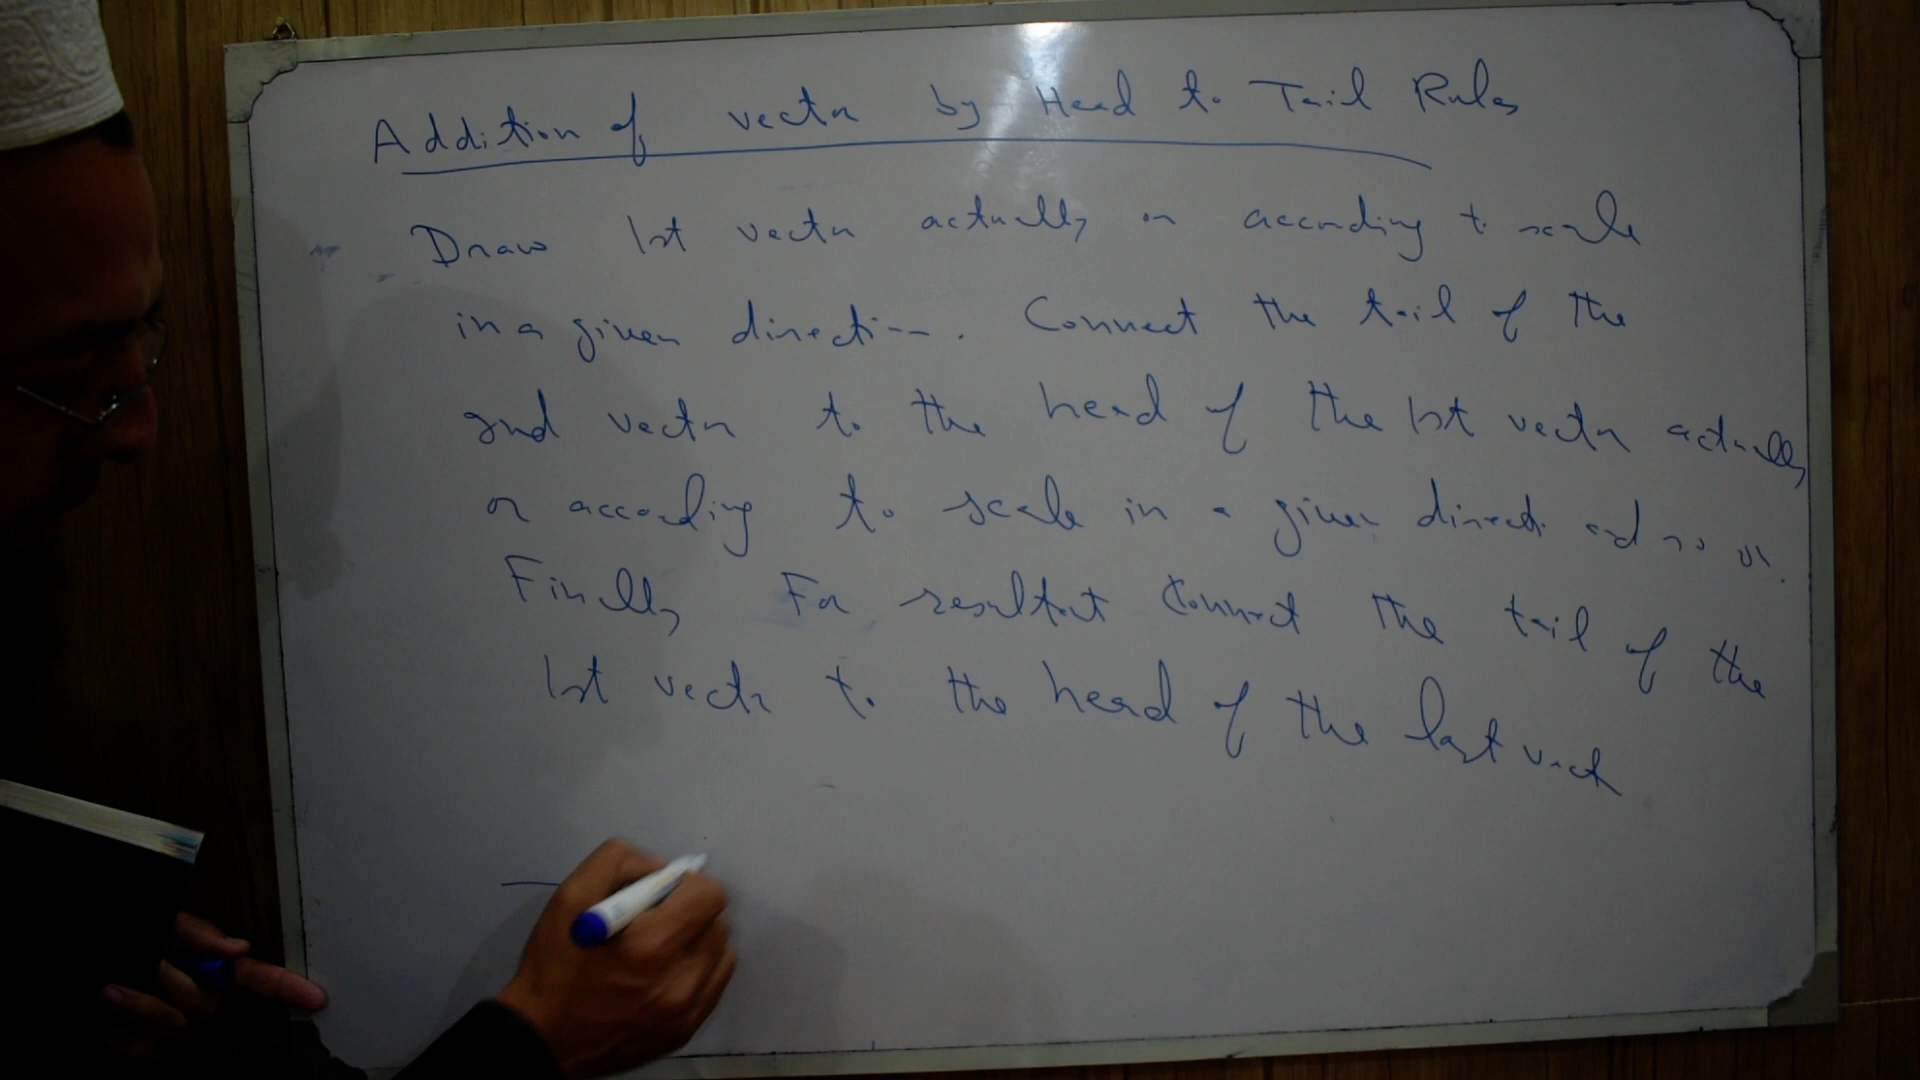 Addition of vector by Head to Tail Rules
Draw 1st vector actually or according to scale
in a given direction. Connect the tail of the
2nd vector to the head of the 1st vector actually
or according to scale in a given direct and so on.
Finally For resultant Connect the tail of the
1st vector to the head of the last vect